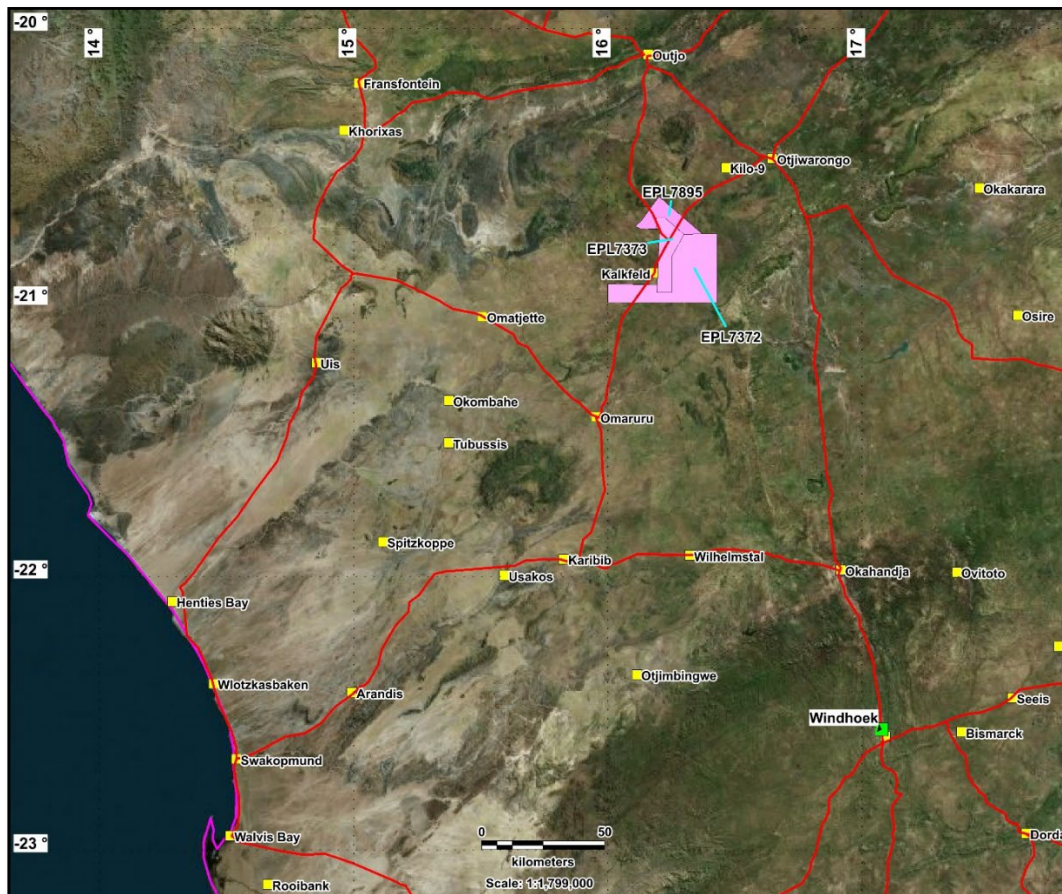 -20 °
14 °
15 °
16 °
17 °
Outjo
Fransfontein
Khorixas
Otjiwarongo
Kilo-9
Okakarara
EPL7895
EPL7373
Kalkfeld
-21 °
Osire
Omatjette
EPL7372
Uis
Okombahe
Omaruru
Tubussis
Spitzkoppe
Karibib
Wilhelmstal
-22 °
Usakos
Okahandja
Ovitoto
Henties Bay
Otjimbingwe
Wlotzkasbaken
Arandis
Seeis
Windhoek
Bismarck
Swakopmund
-23 °
Walvis Bay
0
50
Dorda
kilometers
Rooibank
Scale: 1:1,799,000